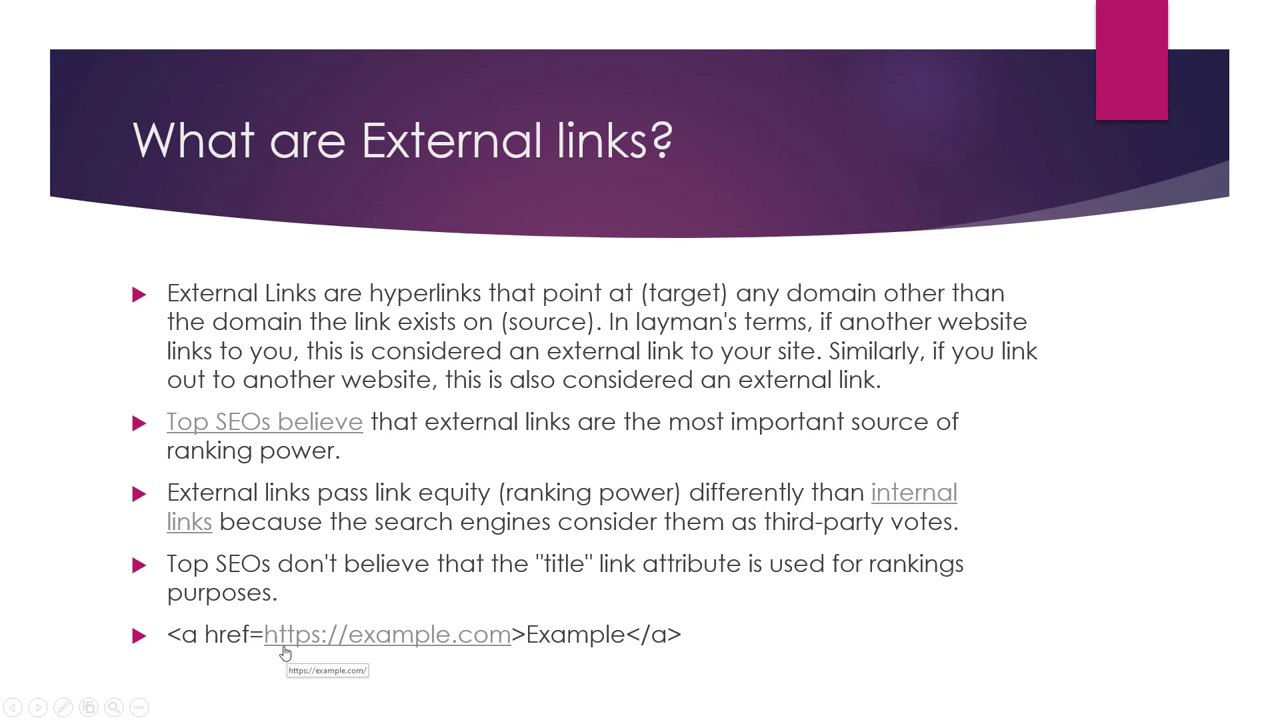 What are External links?
External Links are hyperlinks that point at (target) any domain other than
the domain the link exists on (source). In layman's terms, if another website
links to you, this is considered an external link to your site. Similarly, if you link
out to another website, this is also considered an external link.
Top SEOs believe that external links are the most important source of
ranking power.
External links pass link equity (ranking power) differently than internal
links because the search engines consider them as third-party votes.
Top SEOs don't believe that the "title" link attribute is used for rankings
purposes.
<a href=https://example.com>Example</a>
https://example.com/